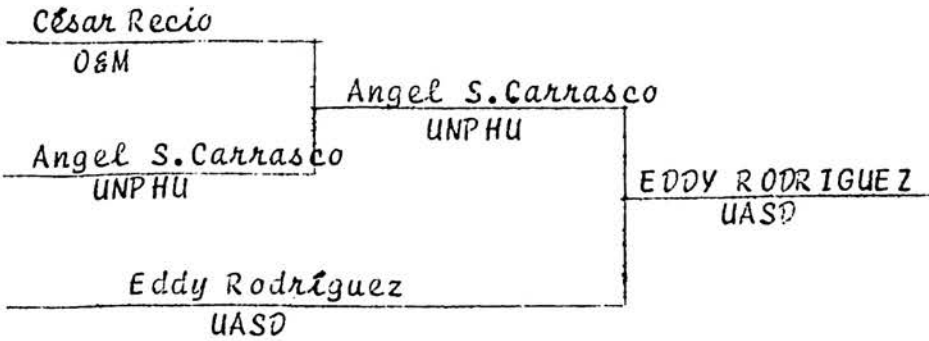 César Recio
O&M
Angel S. Carrasco
UNPHU
Angel S. Carrasco
UNPHU
EDDY RODRIGUEZ
UASD
Eddy Rodríguez
UASD